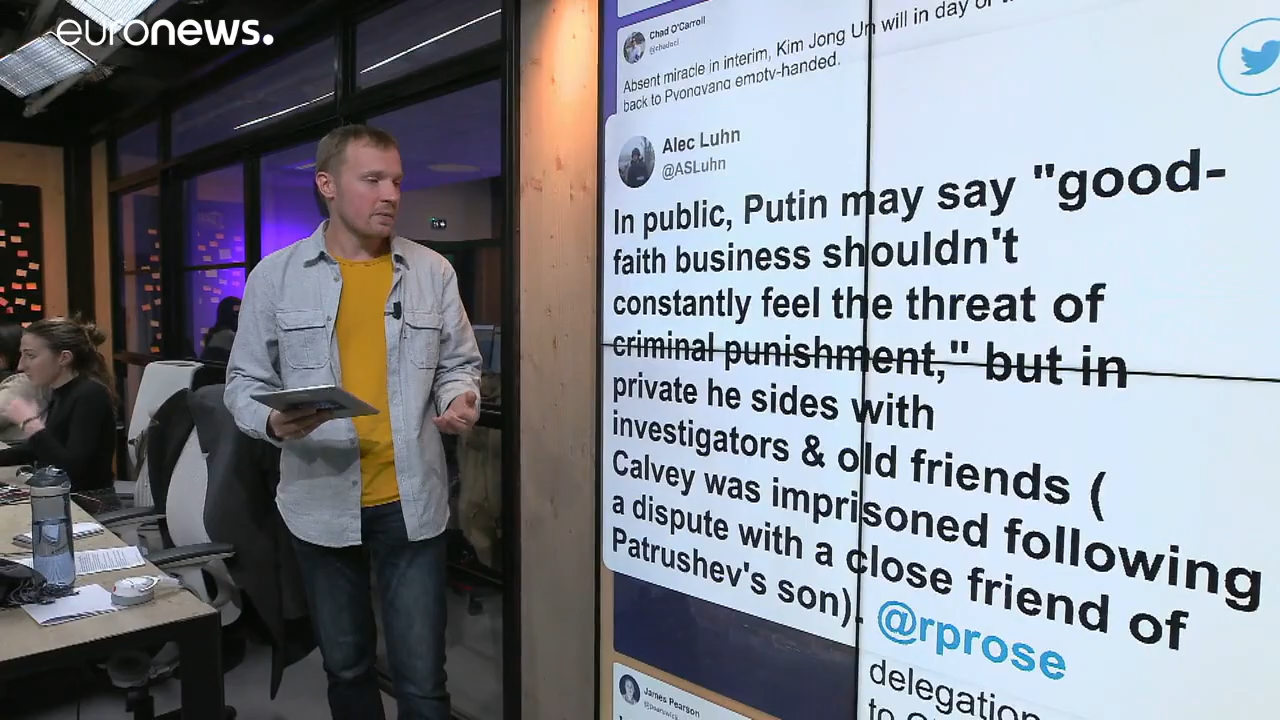 euronews.
Chad O'Carroll
@chadocl
Absent miracle in interim, Kim Jong Un will in day or
back to Pyongyang empty-handed.
Alec Luhn
@ASLuhn
In public, Putin may say "good-
faith business shouldn't
constantly feel the threat of
criminal punishment," but in
private he sides with
investigators & old friends (
Calvey was imprisoned following
a dispute with a close friend of
Patrushev's son). @rprose
James Pearson
delegation
to